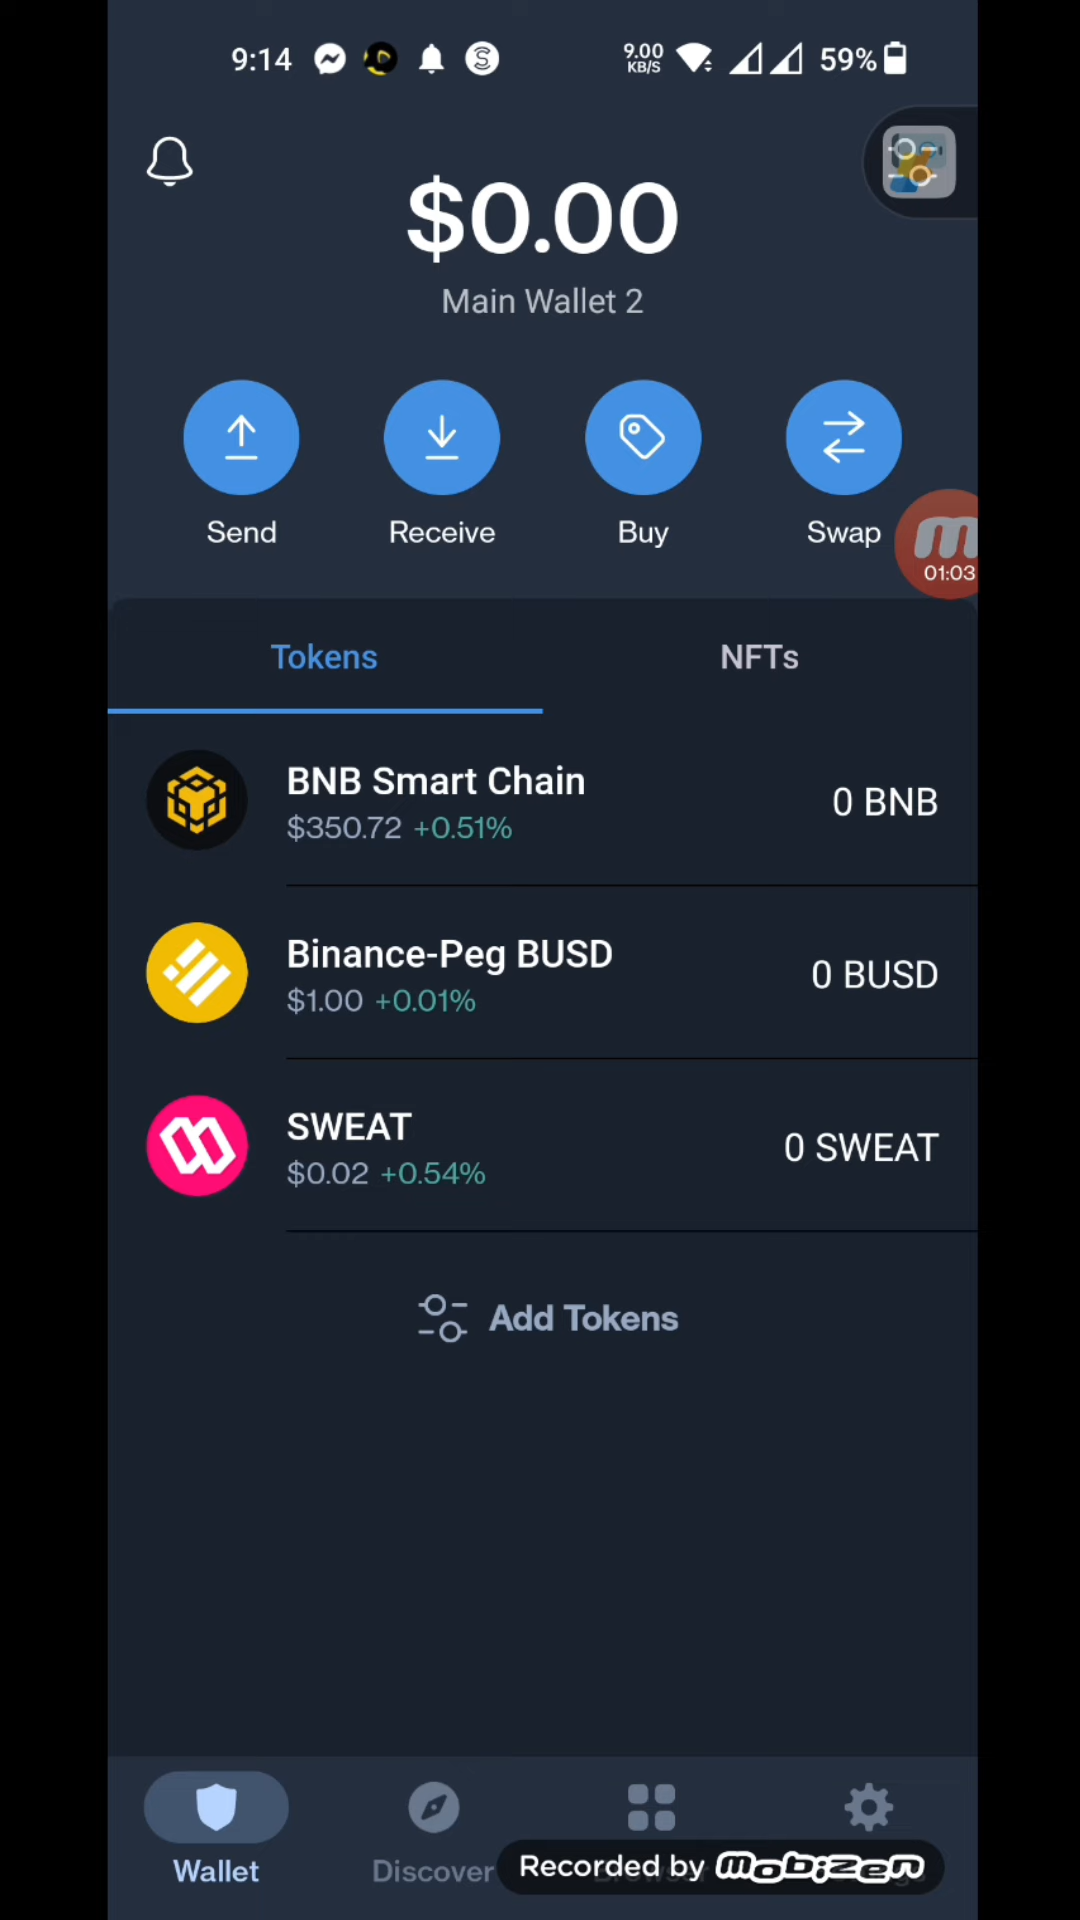 9:14
9.00
KB/S
59%
$0.00
Main Wallet 2
Send Receive Buy Swap
01:03
Tokens NFTs
BNB Smart Chain
$350.72 +0.51%
0 BNB
Binance-Peg BUSD
$1.00 +0.01%
0 BUSD
SWEAT
$0.02 +0.54%
0 SWEAT
Add Tokens
Wallet Discover
Recorded by mobizen